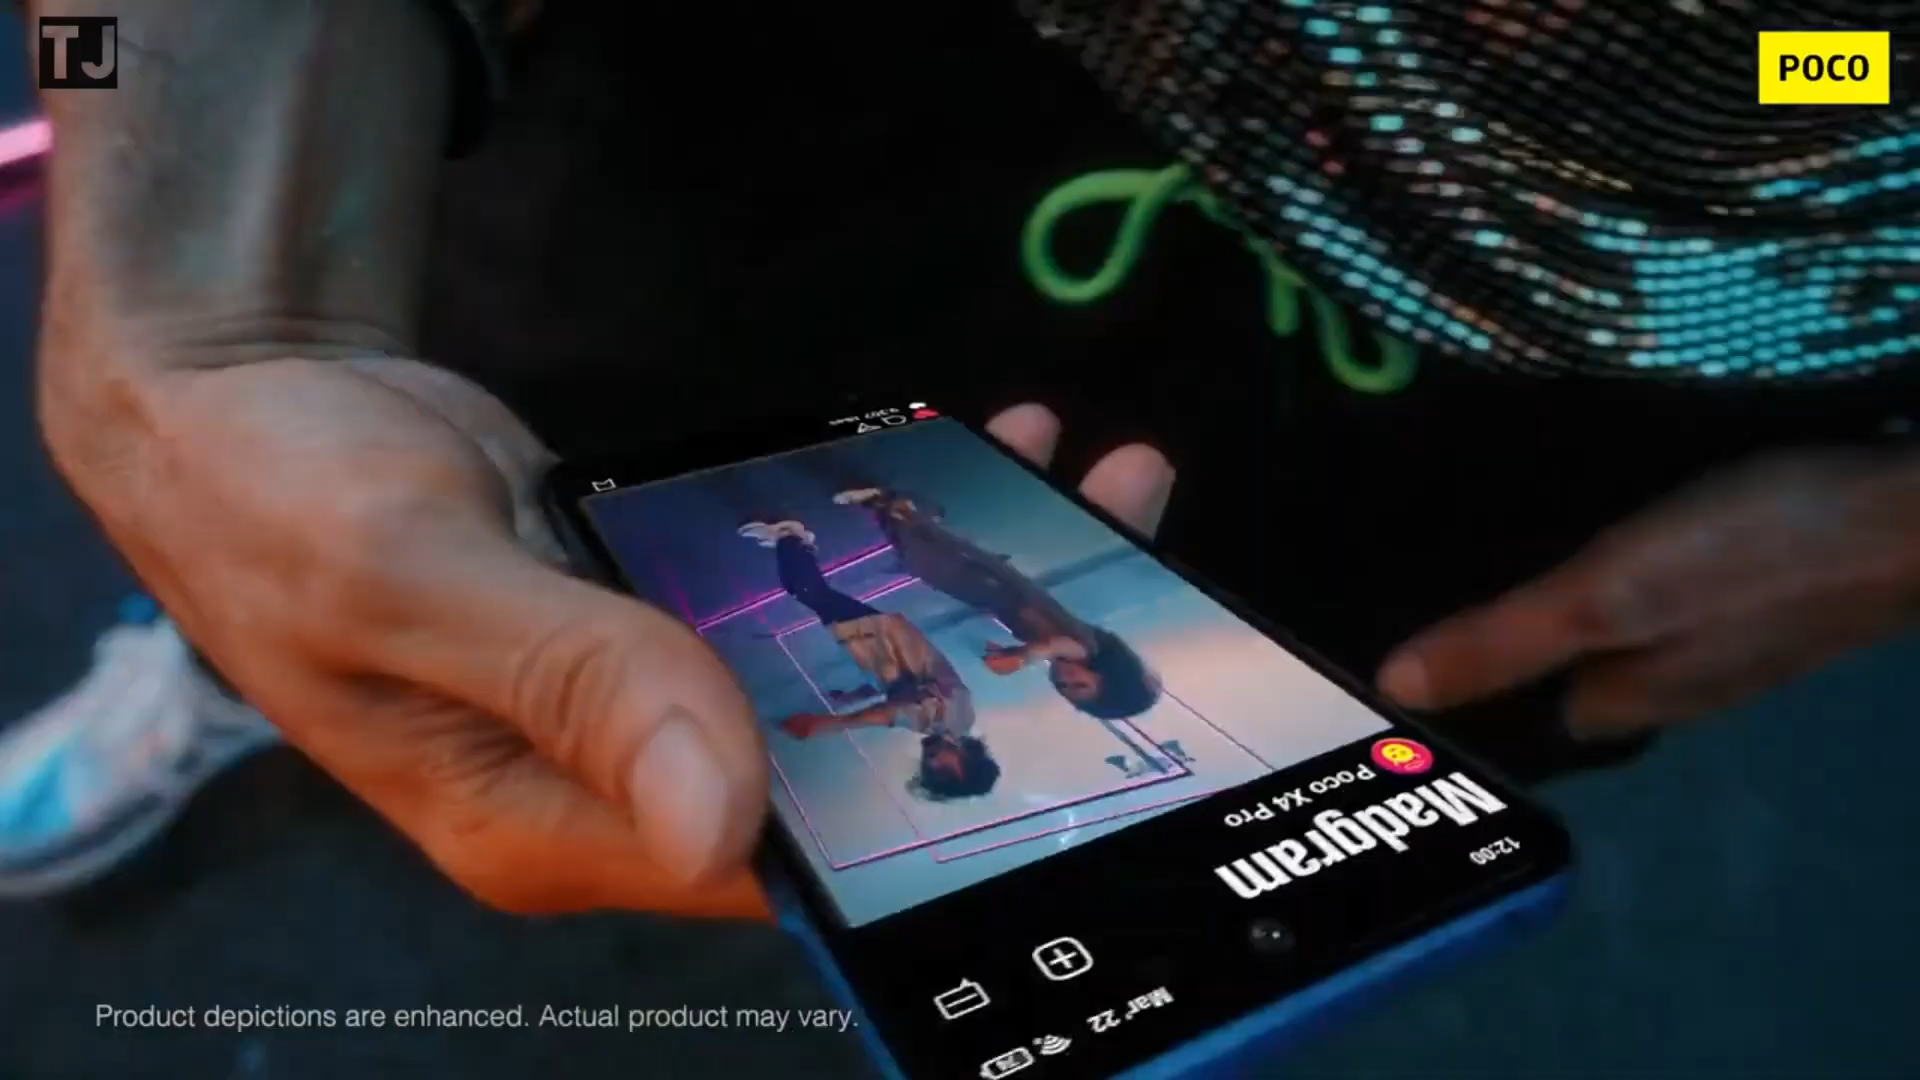 TJ
POCO
Madgram
12:00
Poco X4 Pro
Mar' 22
Product depictions are enhanced. Actual product may vary.